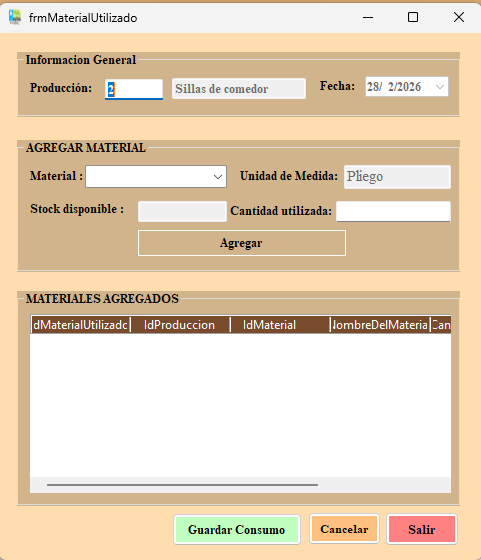 frmMaterialUtilizado
Informacion General
Producción: 2 Sillas de comedor Fecha: 28/ 2/2026
AGREGAR MATERIAL
Material : Unidad de Medida: Pliego
Stock disponible : Cantidad utilizada:
Agregar
MATERIALES AGREGADOS
dMaterialUtilizado IdProduccion IdMaterial NombreDelMateria Can
Guardar Consumo Cancelar Salir